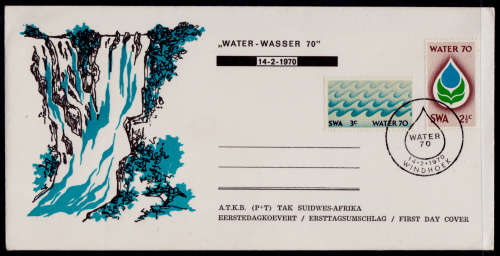 „WATER - WASSER 70"
14-2-1970
WATER 70
SWA 2½c
SWA 3c WATER 70
WATER
70
14-2-1970
WINDHOEK
A.T.K.B. (P+T) TAK SUIDWES-AFRIKA
EERSTEDAGKOEVERT / ERSTTAGSUMSCHLAG / FIRST DAY COVER